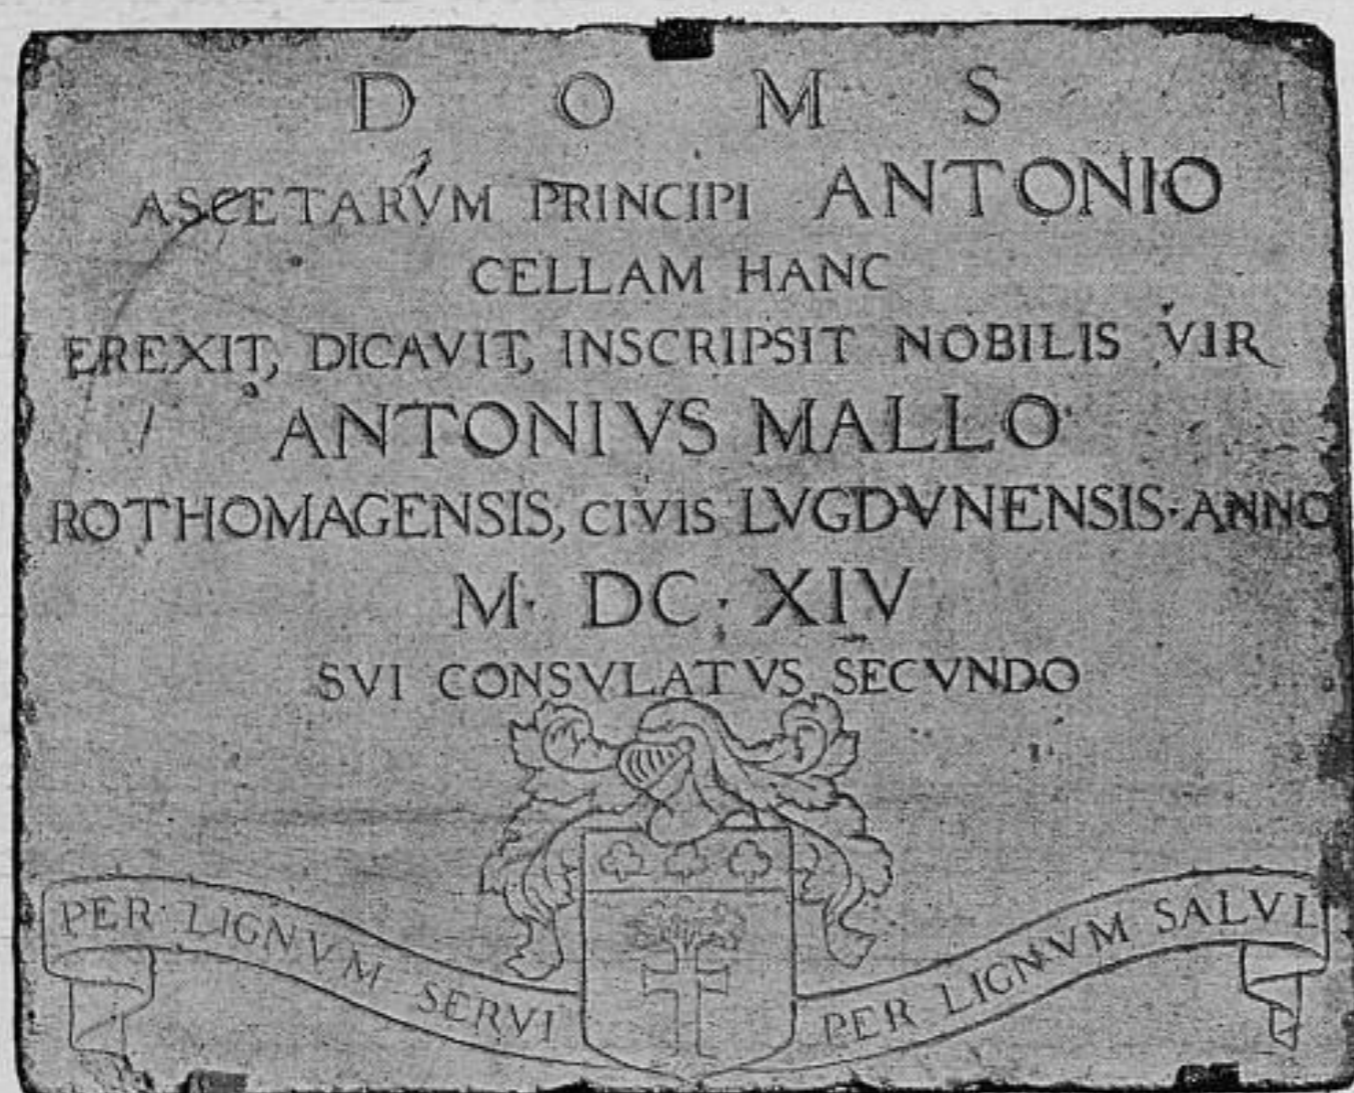 D O M S
ASCETARVM PRINCIPI ANTONIO
CELLAM HANC
EREXIT, DICAVIT, INSCRIPSIT NOBILIS VIR
ANTONIVS MALLO
ROTHOMAGENSIS, CIVIS LVGDVNENSIS · ANNO
M · DC · XIV
SVI CONSVLATVS SECVNDO
PER LIGNVM SERVI
PER LIGNVM SALVI